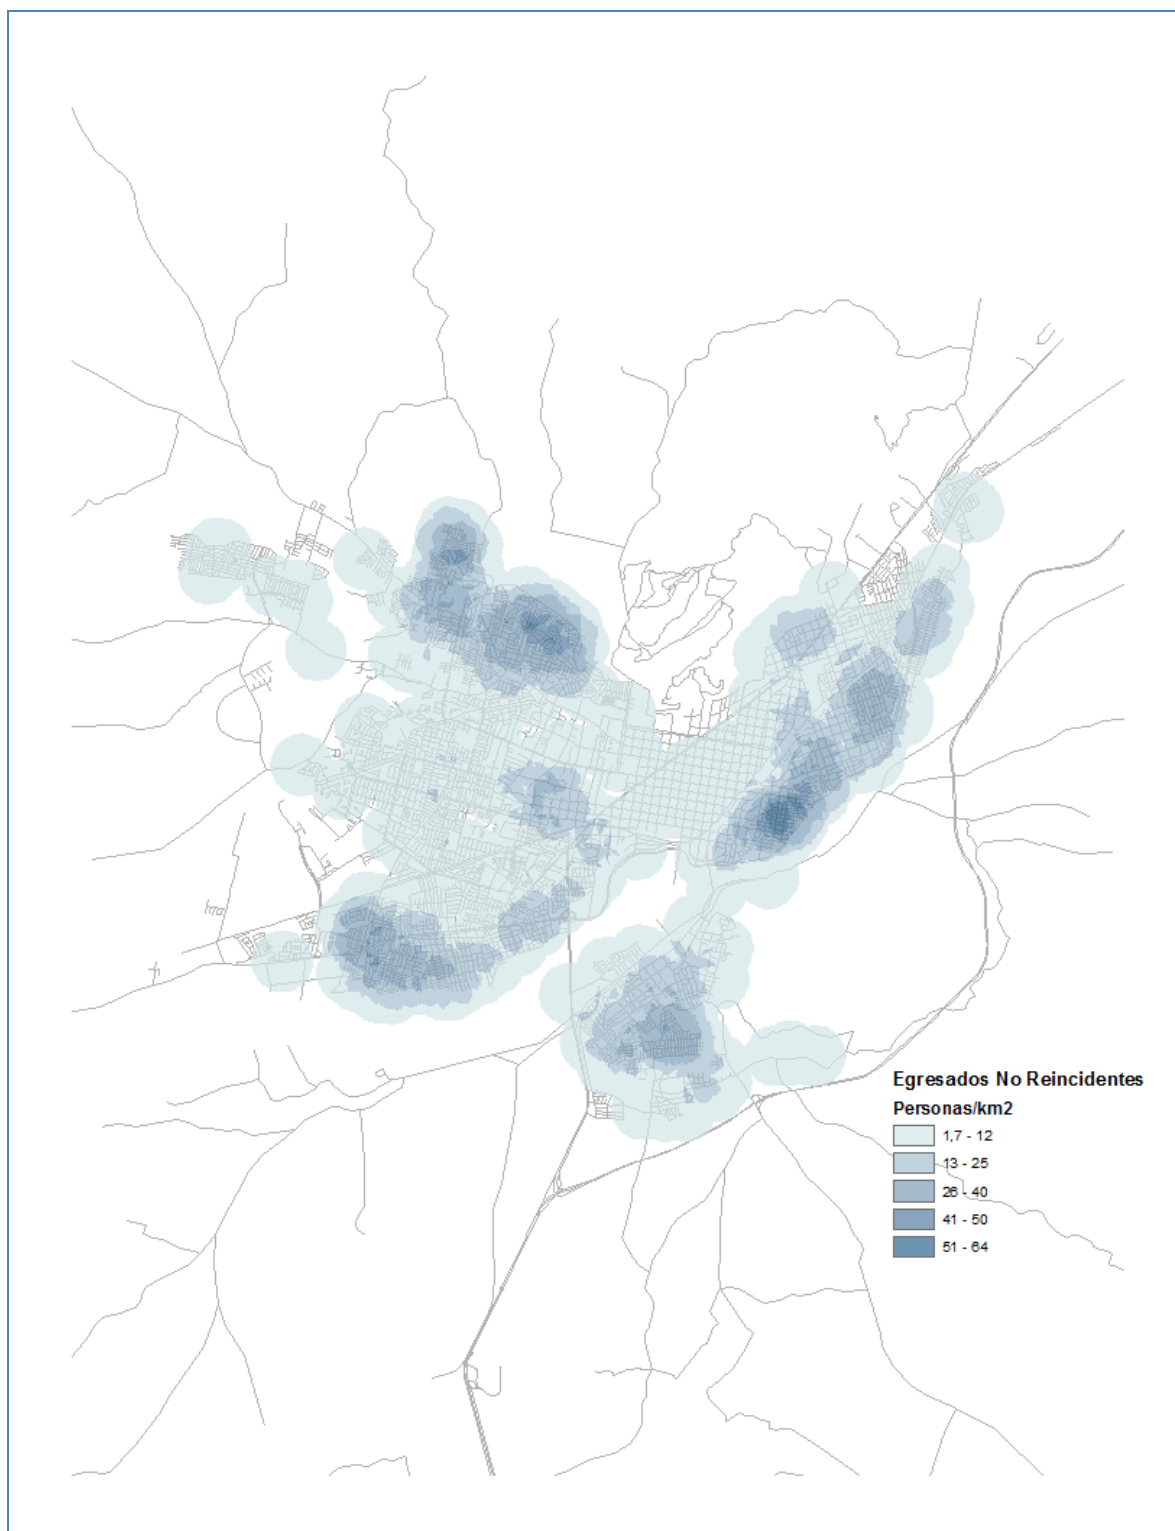 Egresados No Reincidentes
Personas/km2
1,7 - 12
13 - 25
26 - 40
41 - 50
51 - 64